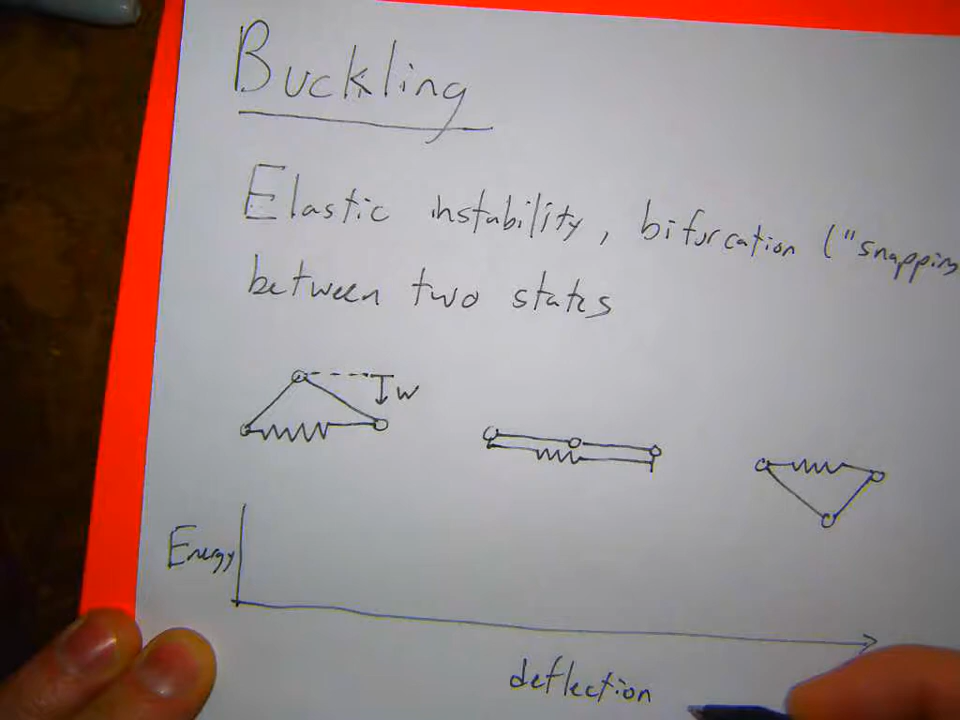 Buckling
Elastic instability, bifurcation ("snapping
between two states
w
Energy
deflection